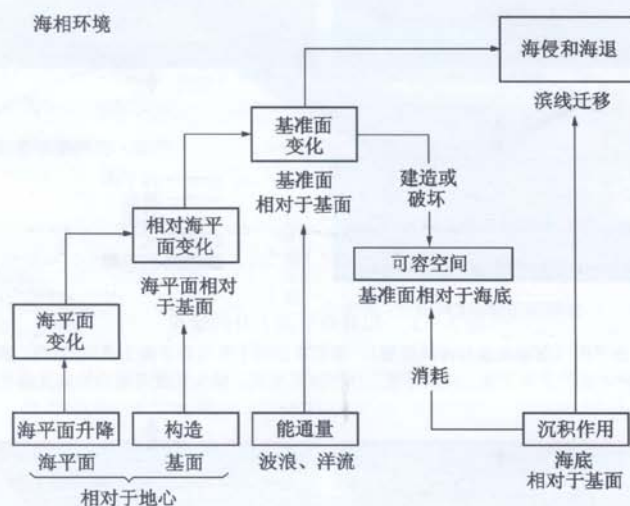 海相环境
海侵和海退
滨线迁移
基准面
变化
基准面
相对于基面
建造或
破坏
相对海平
面变化
海平面相对
于基面
可容空间
基准面相对于海底
海平面
变化
消耗
海平面升降
构造
能通量
沉积作用
海平面
基面
波浪、洋流
海底
相对于基面
相对于地心